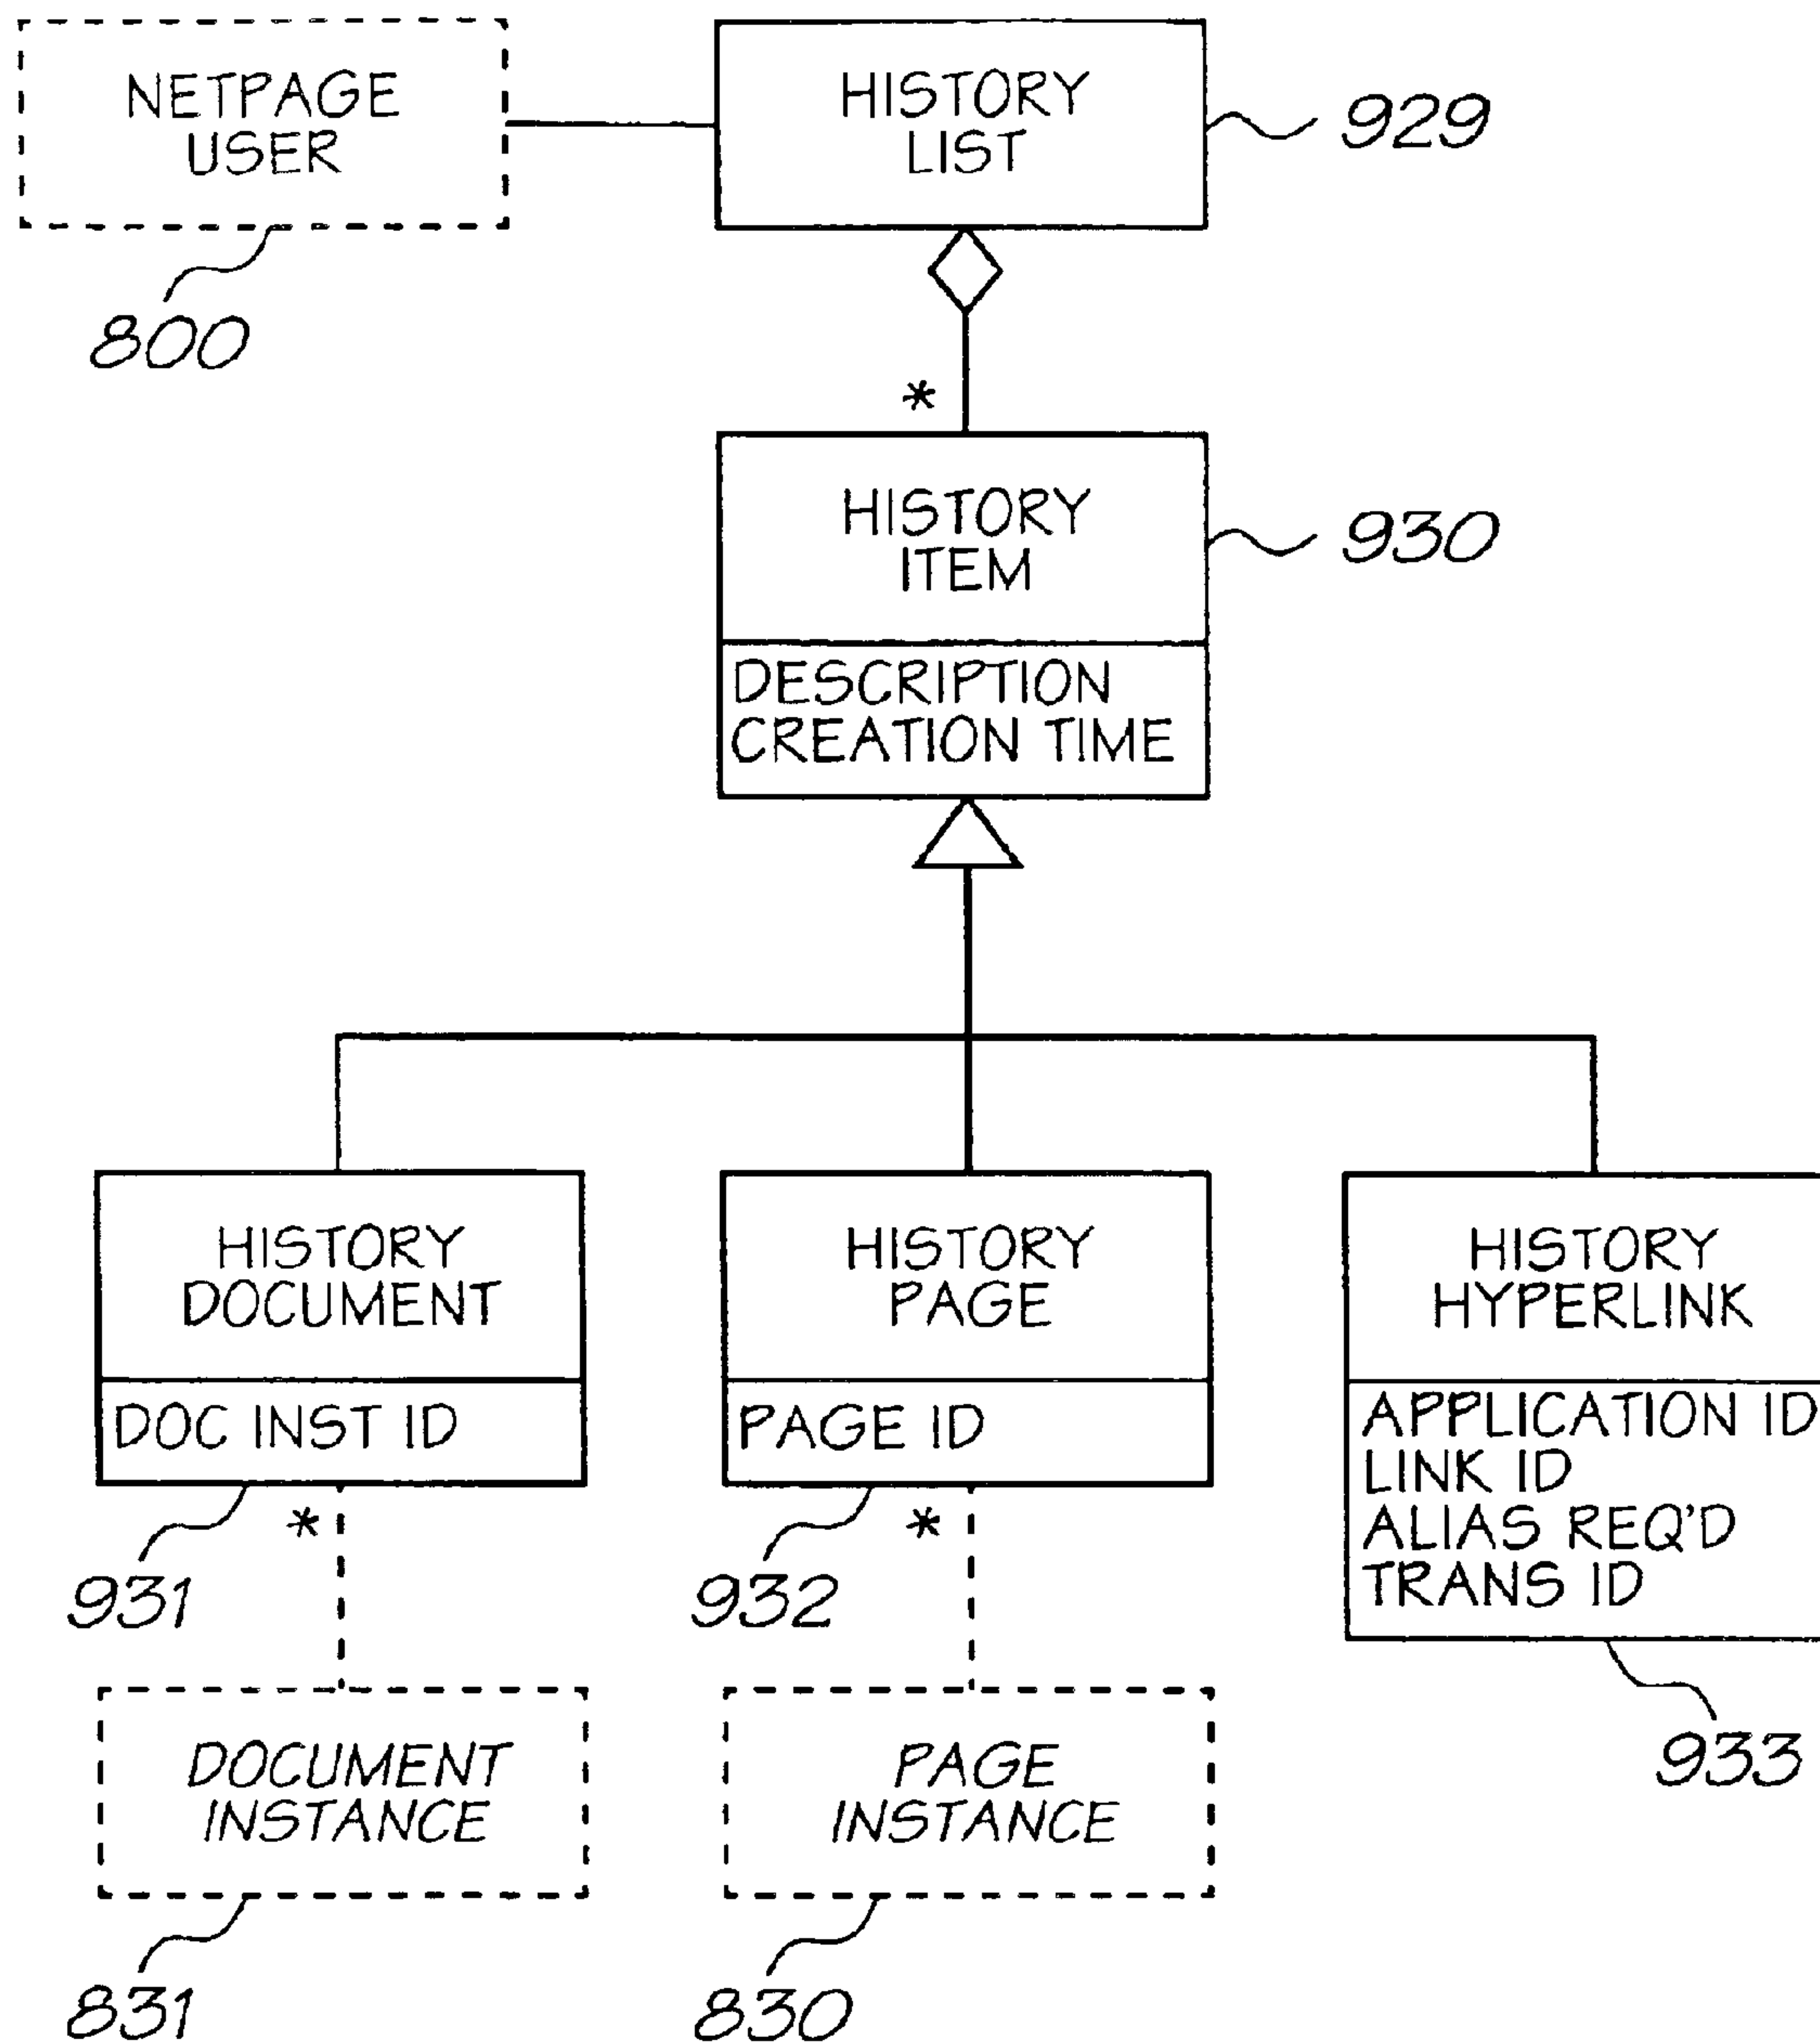 NETPAGE
USER
800
HISTORY
LIST
929
*
HISTORY
ITEM
930
DESCRIPTION
CREATION TIME
HISTORY
DOCUMENT
DOC INST ID
931
*
HISTORY
PAGE
PAGE ID
932
*
HISTORY
HYPERLINK
APPLICATION ID
LINK ID
ALIAS REQ'D
TRANS ID
933
DOCUMENT
INSTANCE
831
PAGE
INSTANCE
830